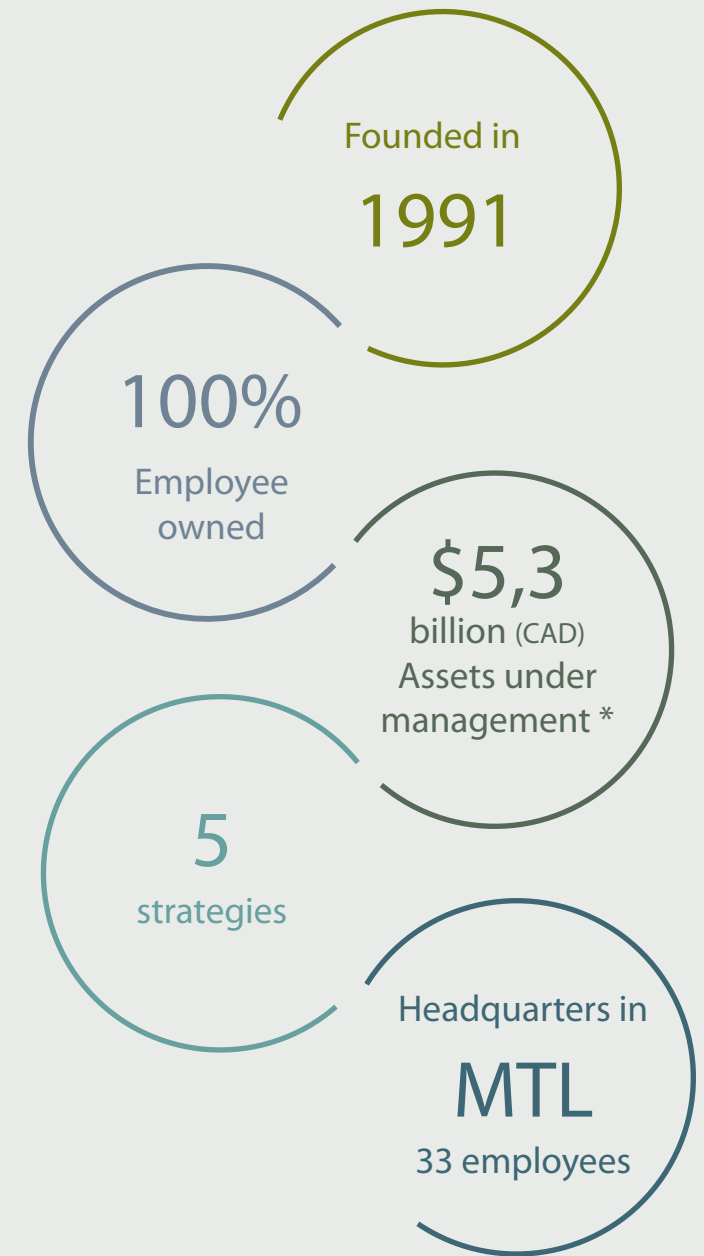 Founded in
1991
100%
Employee
owned
$5,3
billion (CAD)
Assets under
management *
5
strategies
Headquarters in
MTL
33 employees